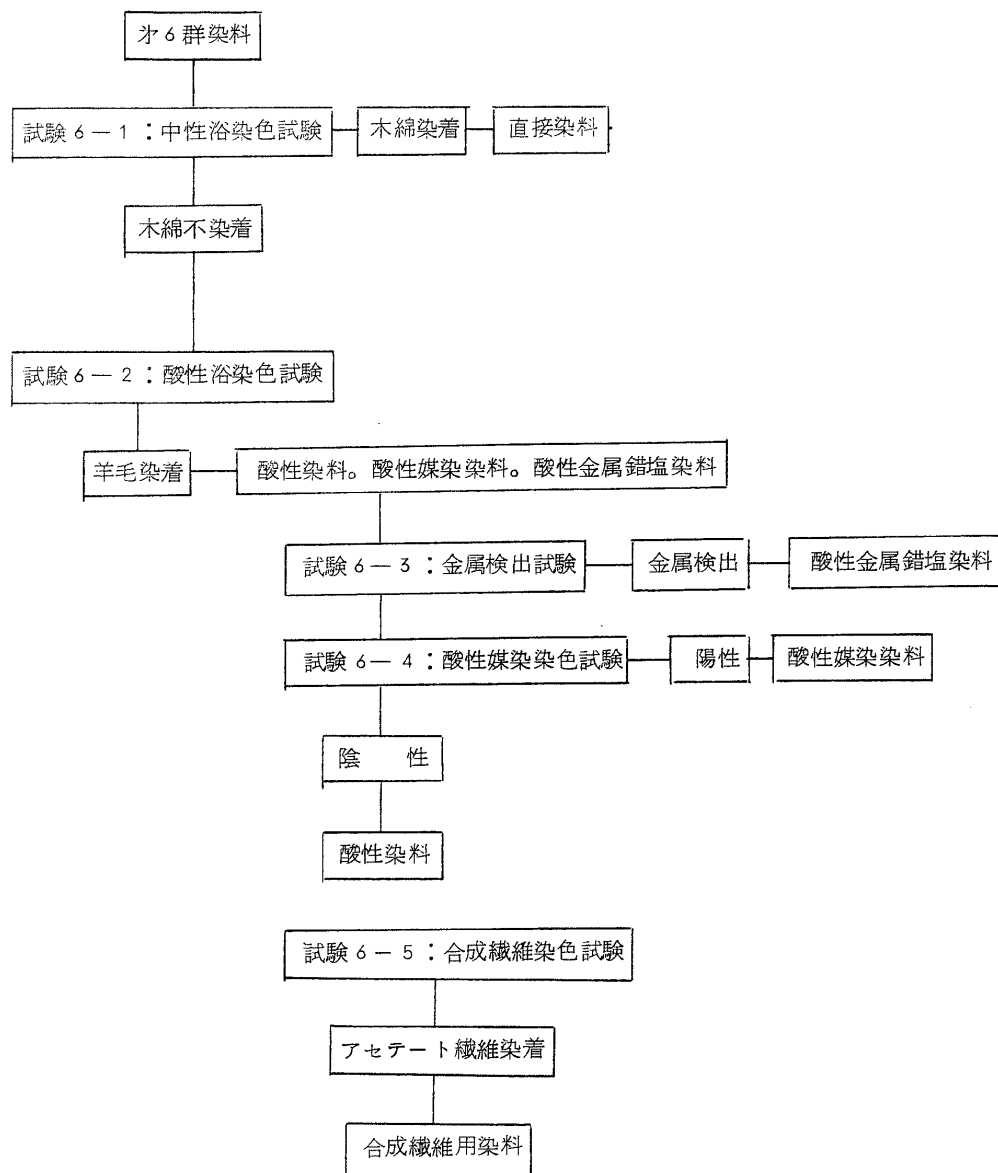 㐧6群染料
試験6－1：中性浴染色試験 木綿染着 直接染料
木綿不染着
試験6－2：酸性浴染色試験
羊毛染着 酸性染料。酸性媒染染料。酸性金属錯塩染料
試験6－3：金属検出試験 金属検出 酸性金属錯塩染料
試験6－4：酸性媒染染色試験 陽性 酸性媒染染料
陰　性
酸性染料
試験6－5：合成繊維染色試験
アセテート繊維染着
合成繊維用染料